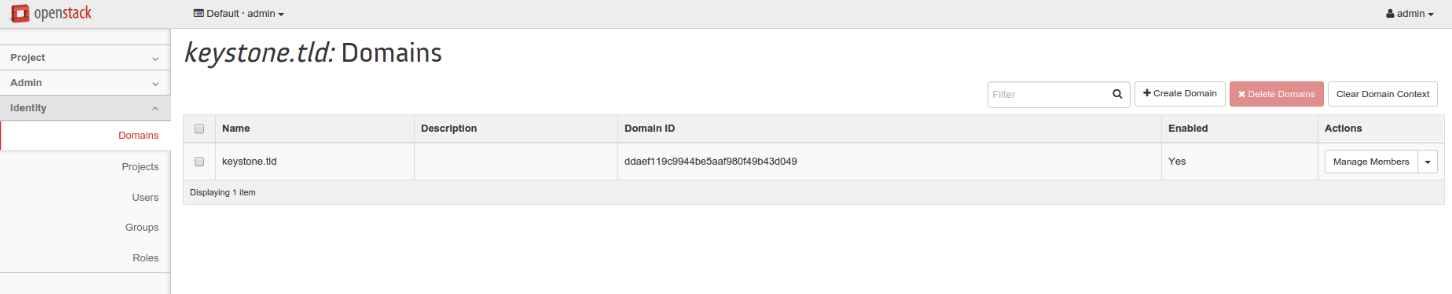 openstack Default · admin admin
keystone.tld: Domains
Project
Admin
Identity
Domains
Projects
Users
Groups
Roles
Filter + Create Domain × Delete Domains Clear Domain Context
Name Description Domain ID Enabled Actions
keystone.tld ddaef119c9944be5aaf980f49b43d049 Yes Manage Members
Displaying 1 item